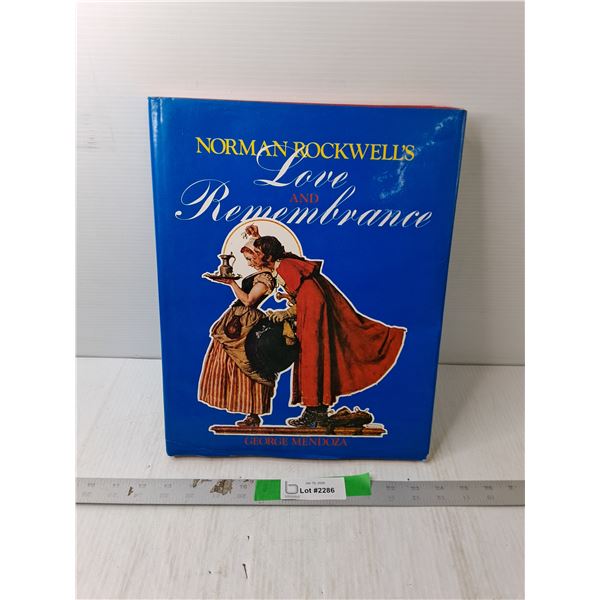 NORMAN ROCKWELL'S
Love
AND
Remembrance
GEORGE MENDOZA
Lot #2286